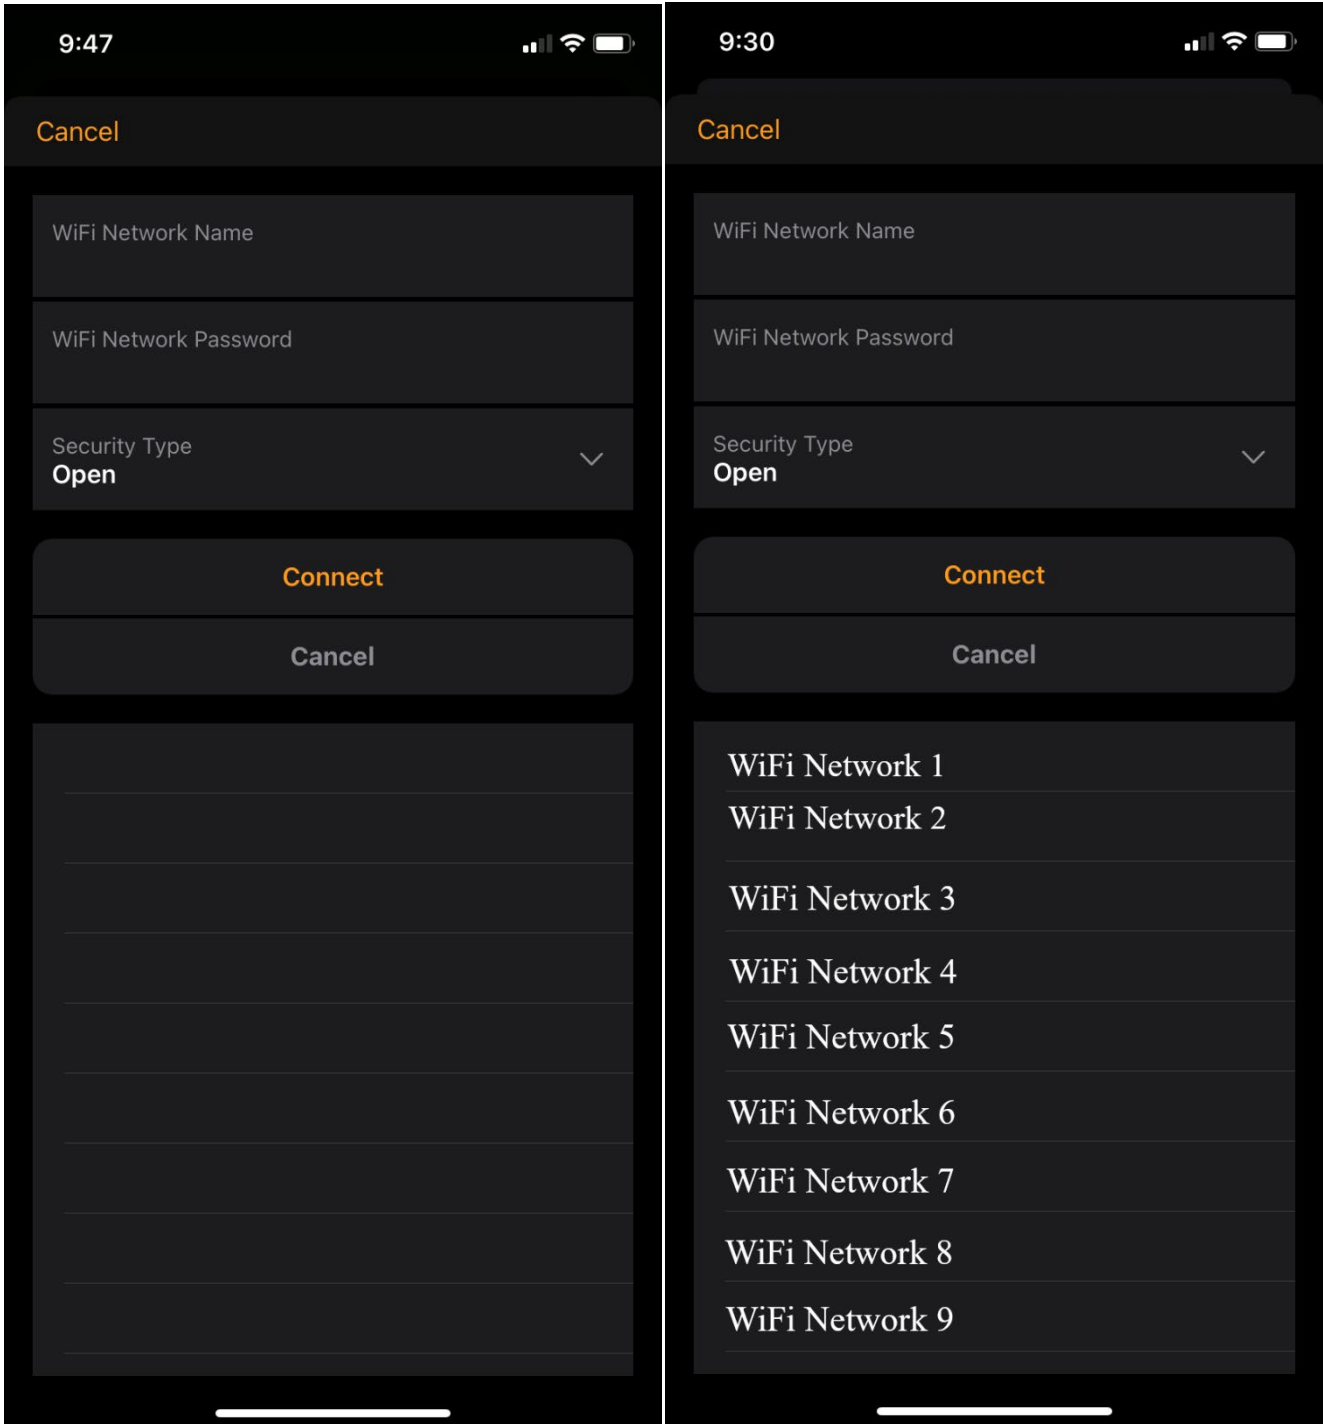 9:47
Cancel
WiFi Network Name
WiFi Network Password
Security Type
Open
Connect
Cancel
9:30
Cancel
WiFi Network Name
WiFi Network Password
Security Type
Open
Connect
Cancel
WiFi Network 1
WiFi Network 2
WiFi Network 3
WiFi Network 4
WiFi Network 5
WiFi Network 6
WiFi Network 7
WiFi Network 8
WiFi Network 9